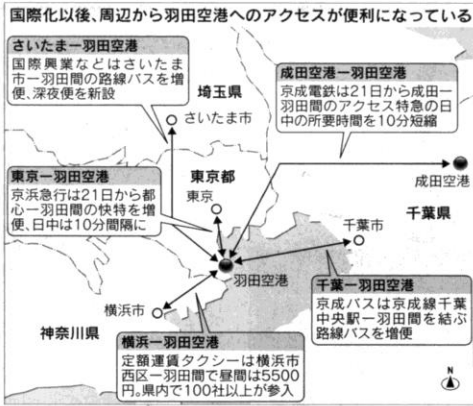 国際化以後、周辺から羽田空港へのアクセスが便利になっている
さいたま―羽田空港
国際興業などはさいたま
市―羽田間の路線バスを増
便、深夜便を新設
成田空港―羽田空港
京成電鉄は21日から成田―
羽田間のアクセス特急の日
中の所要時間を10分短縮
埼玉県
さいたま市
東京―羽田空港
京浜急行は21日から都
心―羽田間の快特を増
便、日中は10分間隔に
東京都
東京
成田空港
千葉県
千葉市
羽田空港
横浜市
神奈川県
千葉―羽田空港
京成バスは京成線千葉
中央駅―羽田間を結ぶ
路線バスを増便
横浜―羽田空港
定額運賃タクシーは横浜市
西区―羽田間で昼間は5500
円。県内で100社以上が参入
N